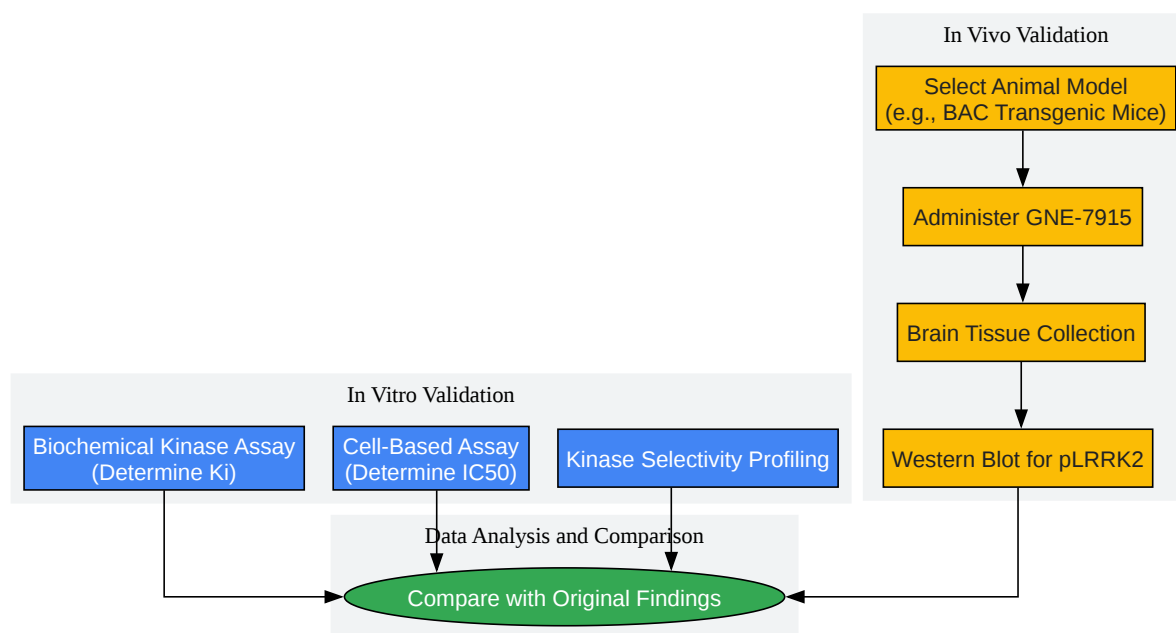 In Vivo Validation
Select Animal Model
(e.g., BAC Transgenic Mice)
Administer GNE-7915
Brain Tissue Collection
Western Blot for pLRRK2
In Vitro Validation
Biochemical Kinase Assay
(Determine Ki)
Cell-Based Assay
(Determine IC50)
Kinase Selectivity Profiling
Data Analysis and Comparison
Compare with Original Findings